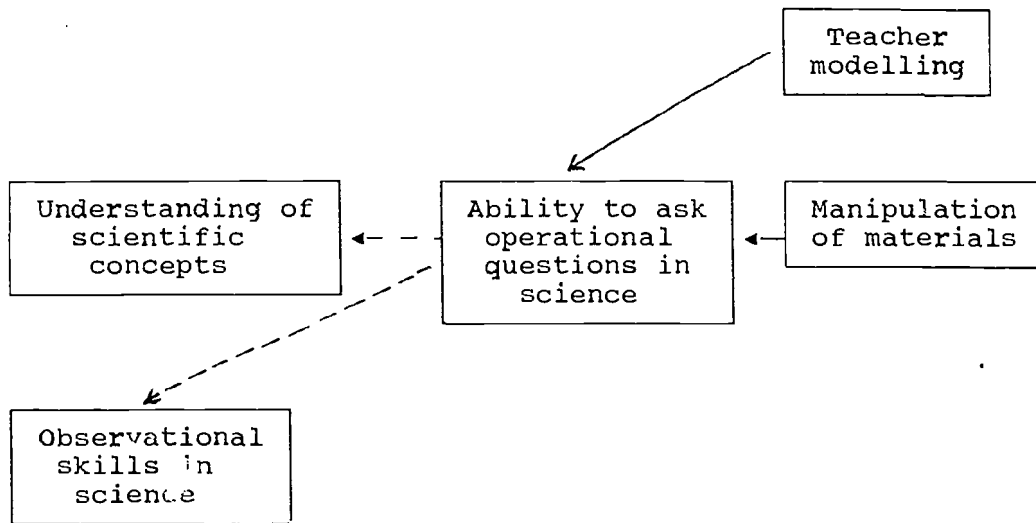 Teacher
modelling
Understanding of
scientific
concepts
Ability to ask
operational
questions in
science
Manipulation
of materials
Observational
skills in
science